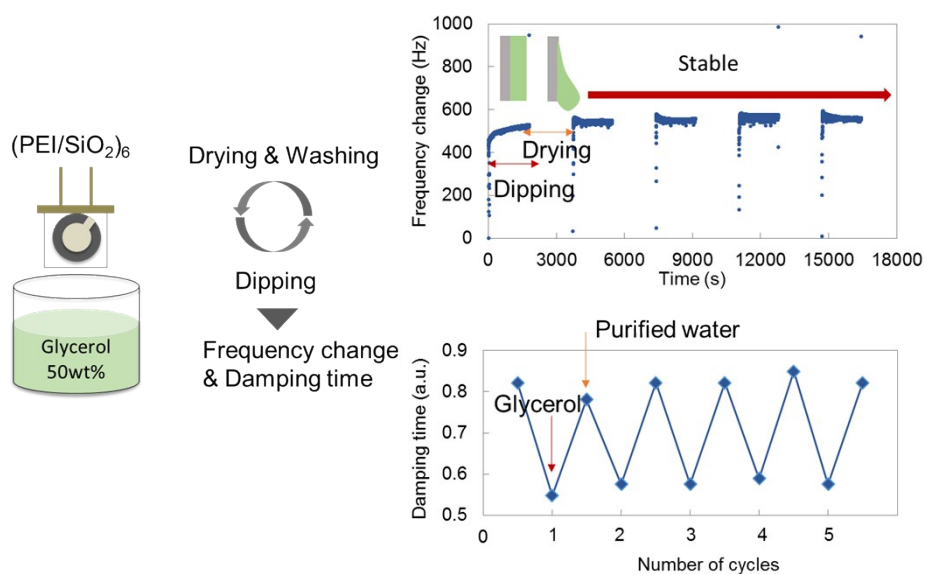 (PEI/SiO₂)₆
Glycerol
50wt%
Drying & Washing
Dipping
Frequency change
& Damping time
Frequency change (Hz)
1000
800
600
400
200
0
Stable
Drying
Dipping
0
3000
6000
9000
12000
15000
18000
Time (s)
Purified water
Glycerol
Damping time (a.u.)
0.9
0.8
0.7
0.6
0.5
0
1
2
3
4
5
Number of cycles